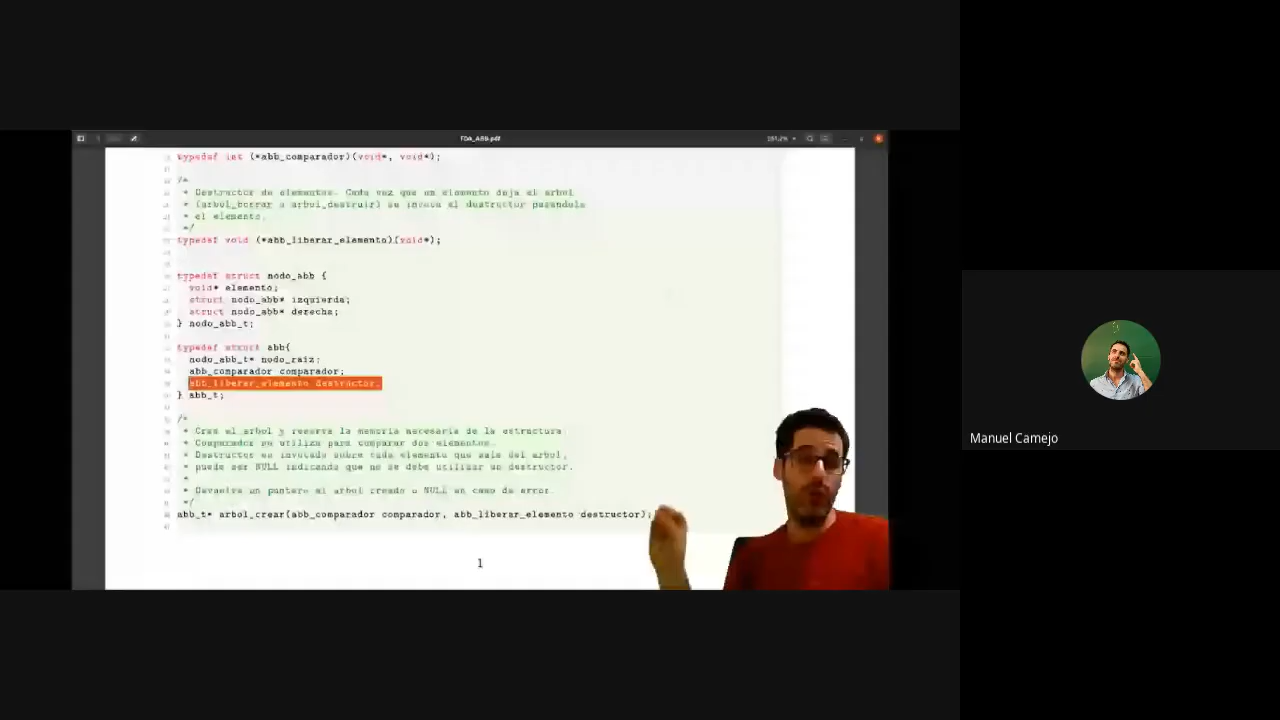 TDA_ABB.pdf
typedef int (*abb_comparador)(void*, void*);
/*
* Destructor de elementos. Cada vez que un elemento deja el arbol
* (arbol_borrar o arbol_destruir) se invoca al destructor pasandole
* el elemento.
*/
typedef void (*abb_liberar_elemento)(void*);
typedef struct nodo_abb {
void* elemento;
struct nodo_abb* izquierda;
struct nodo_abb* derecha;
} nodo_abb_t;
typedef struct abb{
nodo_abb_t* nodo_raiz;
abb_comparador comparador;
abb_liberar_elemento destructor;
} abb_t;
/*
* Crea el arbol y reserva la memoria necesaria de la estructura.
* Comparador se utiliza para comparar dos elementos.
* Destructor es invocado sobre cada elemento que sale del arbol,
* puede ser NULL indicando que no se debe utilizar un destructor.
*
* Devuelve un puntero al arbol creado o NULL en caso de error.
*/
abb_t* arbol_crear(abb_comparador comparador, abb_liberar_elemento destructor);
1
Manuel Camejo